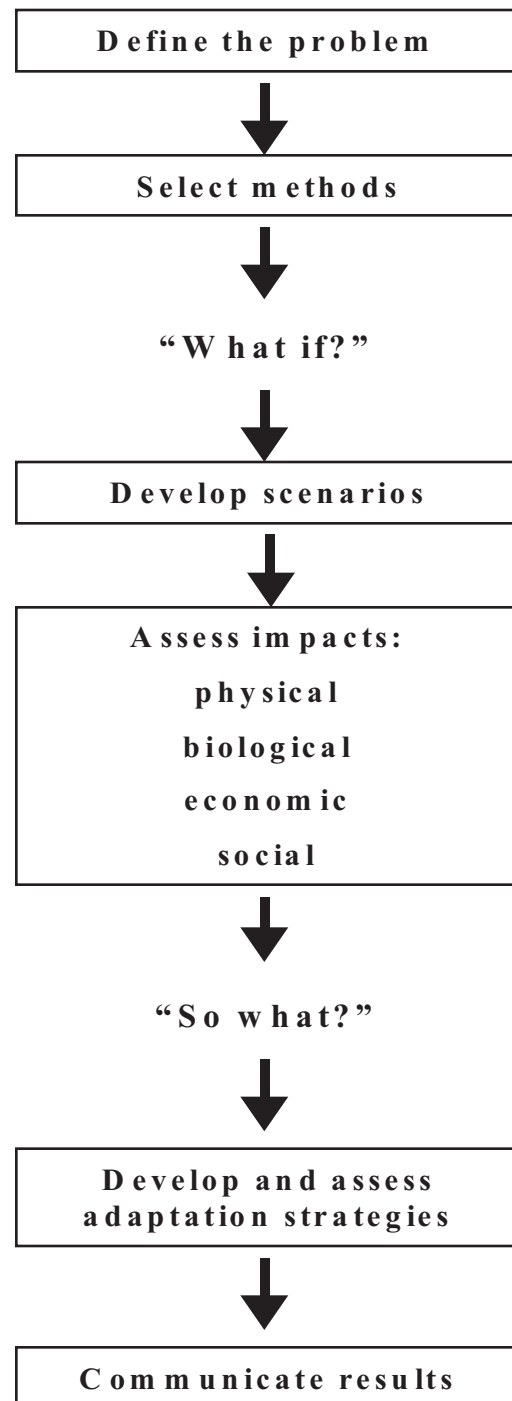 Define the problem
Select methods
“What if?”
Develop scenarios
Assess impacts:
physical
biological
economic
social
“So what?”
Develop and assess
adaptation strategies
Communicate results